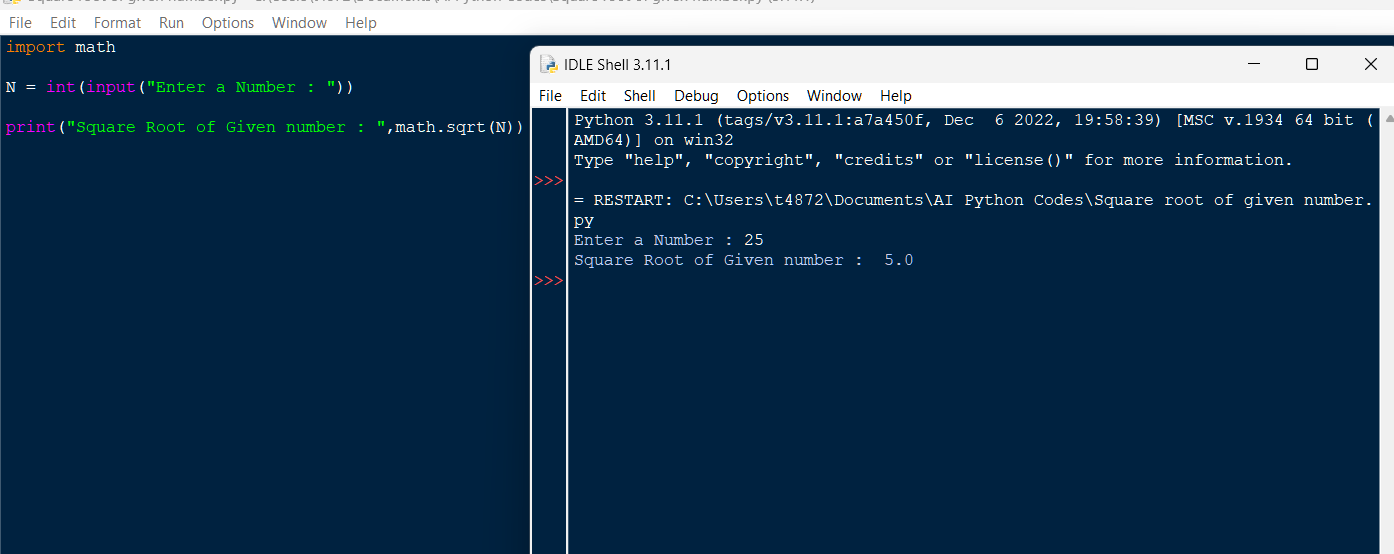 File Edit Format Run Options Window Help
import math
N = int(input("Enter a Number : "))
print("Square Root of Given number : ",math.sqrt(N))
IDLE Shell 3.11.1
File Edit Shell Debug Options Window Help
Python 3.11.1 (tags/v3.11.1:a7a450f, Dec  6 2022, 19:58:39) [MSC v.1934 64 bit (
AMD64)] on win32
Type "help", "copyright", "credits" or "license()" for more information.
>>>
= RESTART: C:\Users\t4872\Documents\AI Python Codes\Square root of given number.
py
Enter a Number : 25
Square Root of Given number :  5.0
>>>